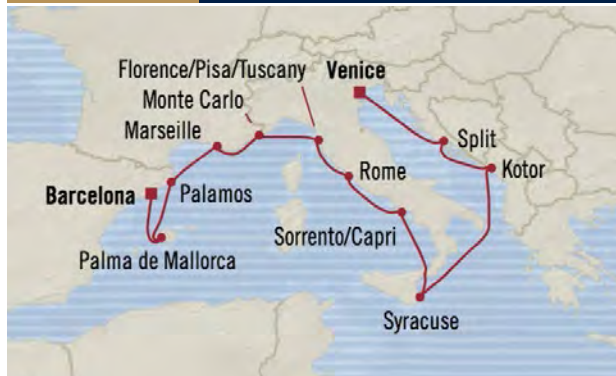 Florence/Pisa/Tuscany
Venice
Monte Carlo
Marseille
Split
Kotor
Rome
Barcelona
Palamos
Sorrento/Capri
Palma de Mallorca
Syracuse